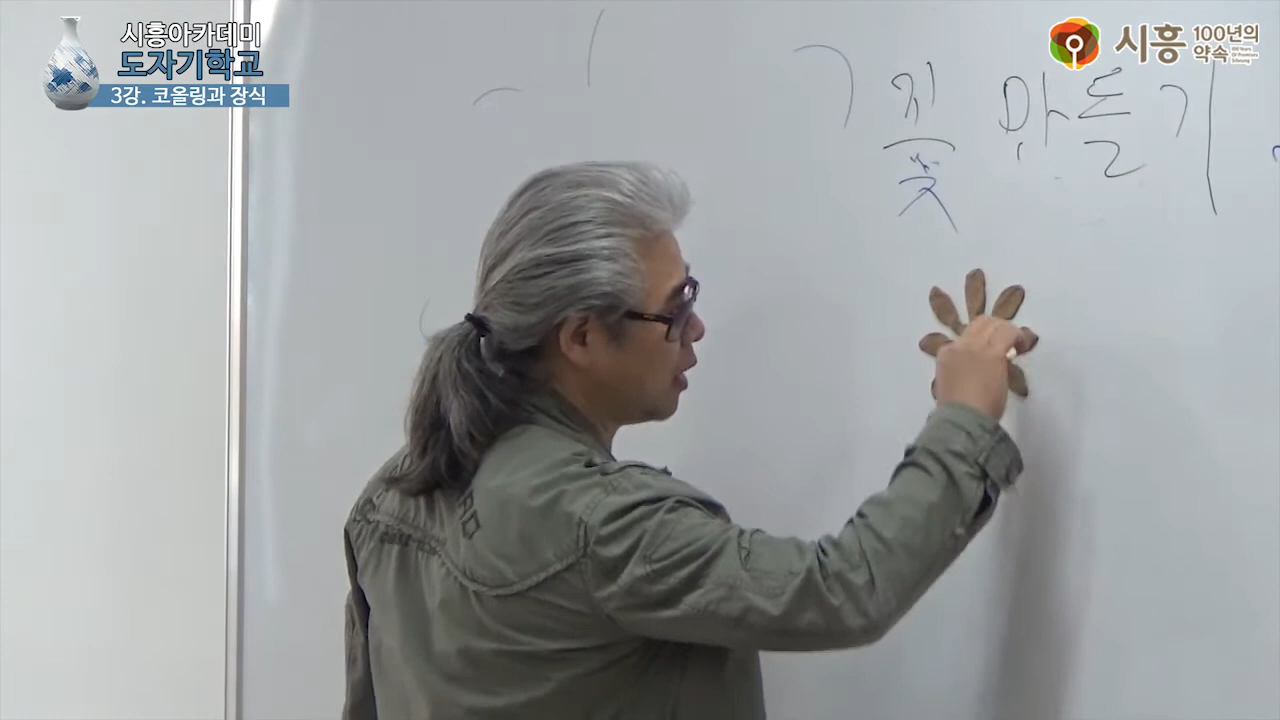 시흥아카데미
도자기학교
3강. 코올링과 장식
시흥 100년의 약속
꽃 만들기